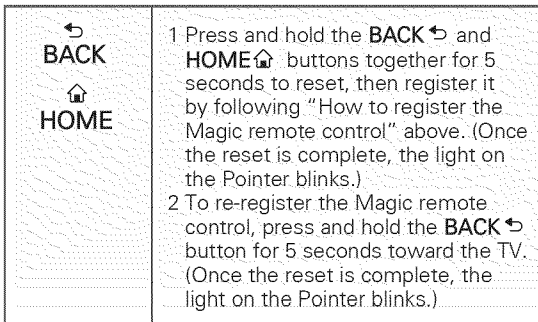 BACK
HOME
1 Press and hold the BACK and
HOME buttons together for 5
seconds to reset, then register it
by following "How to register the
Magic remote control" above. (Once
the reset is complete, the light on
the Pointer blinks.)
2 To re-register the Magic remote
control, press and hold the BACK
button for 5 seconds toward the TV.
(Once the reset is complete, the
light on the Pointer blinks.)